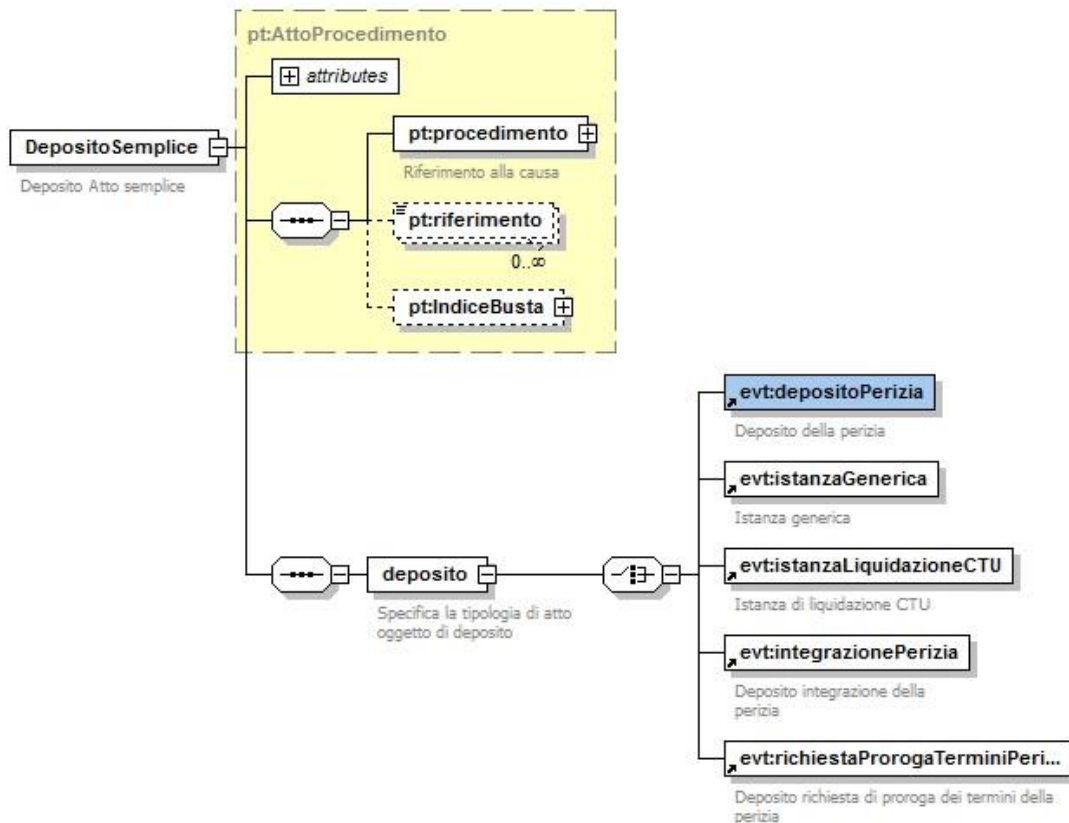 pt:AttoProcedimento
attributes
DepositoSemplice
Deposito Atto semplice
pt:procedimento
Riferimento alla causa
pt:riferimento
0..∞
pt:IndiceBusta
deposito
Specifica la tipologia di atto
oggetto di deposito
evt:depositoPerizia
Deposito della perizia
evt:istanzaGenerica
Istanza generica
evt:istanzaLiquidazioneCTU
Istanza di liquidazione CTU
evt:integrazionePerizia
Deposito integrazione della
perizia
evt:richiestaProrogaTerminiPeri...
Deposito richiesta di proroga dei termini della
perizia